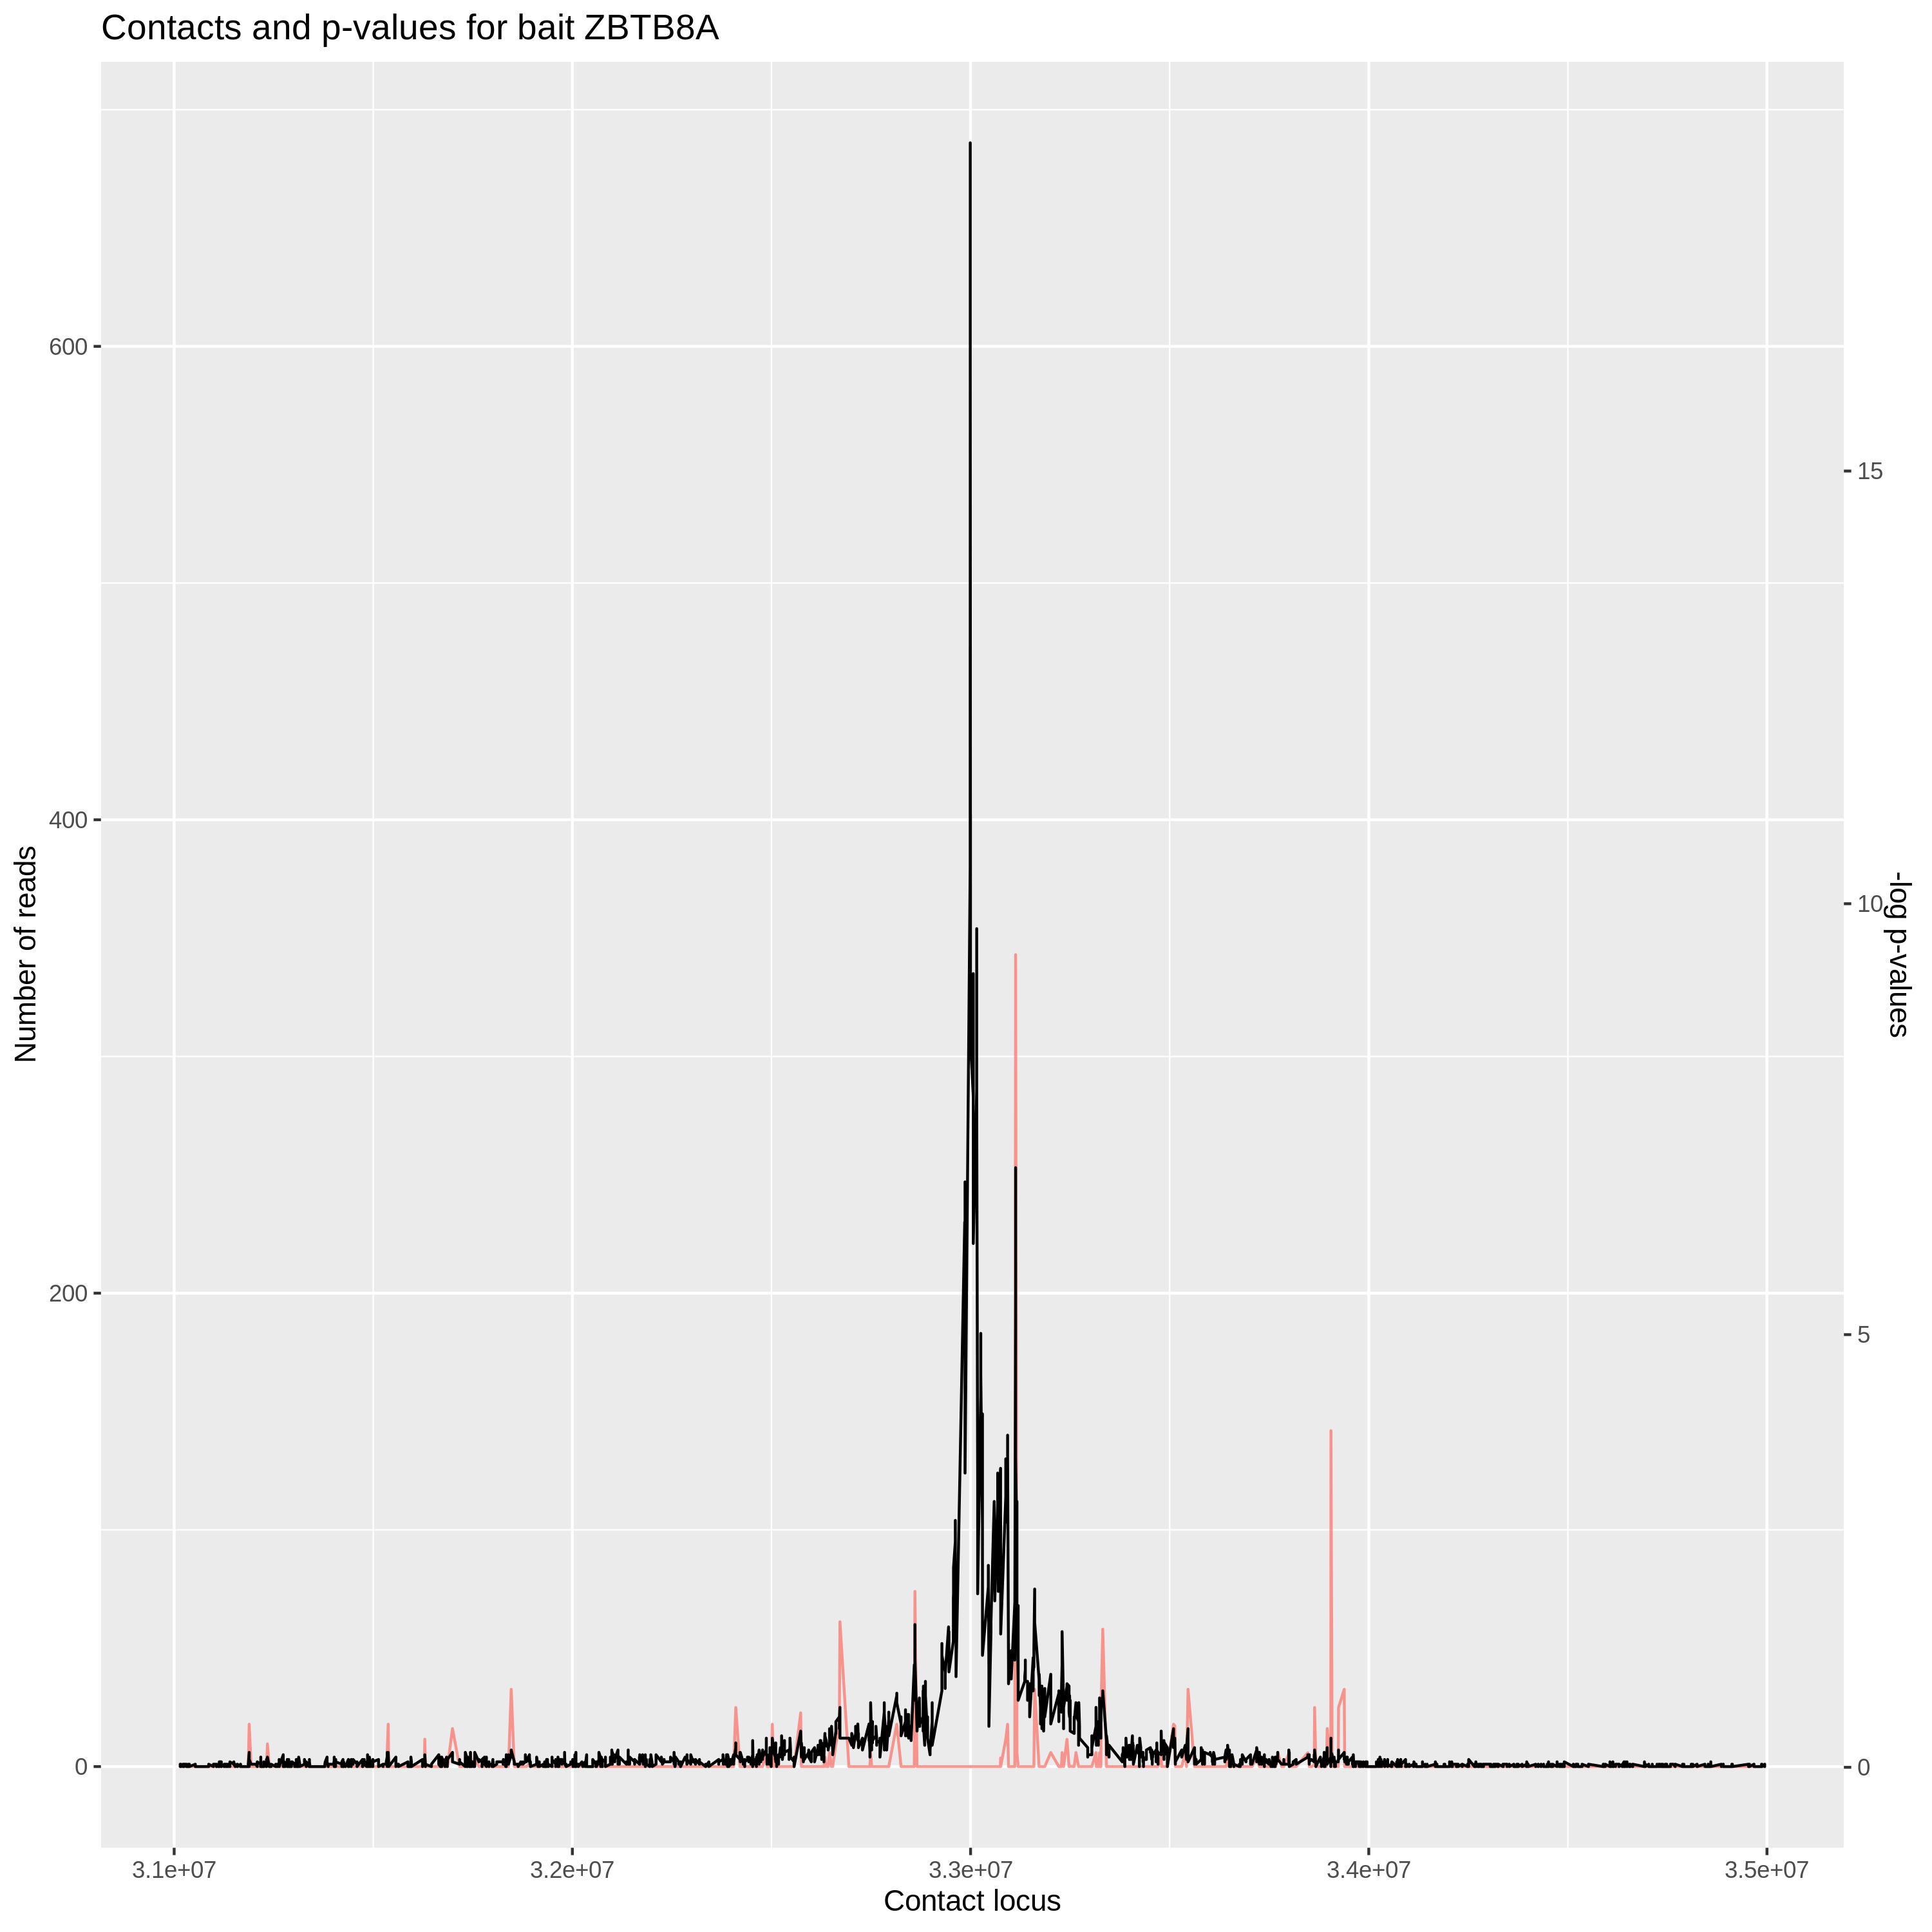 Contacts and p-values for bait ZBTB8A
Number of reads
600
400
200
0
15
10
5
0
-log p-values
3.1e+07
3.2e+07
3.3e+07
3.4e+07
3.5e+07
Contact locus